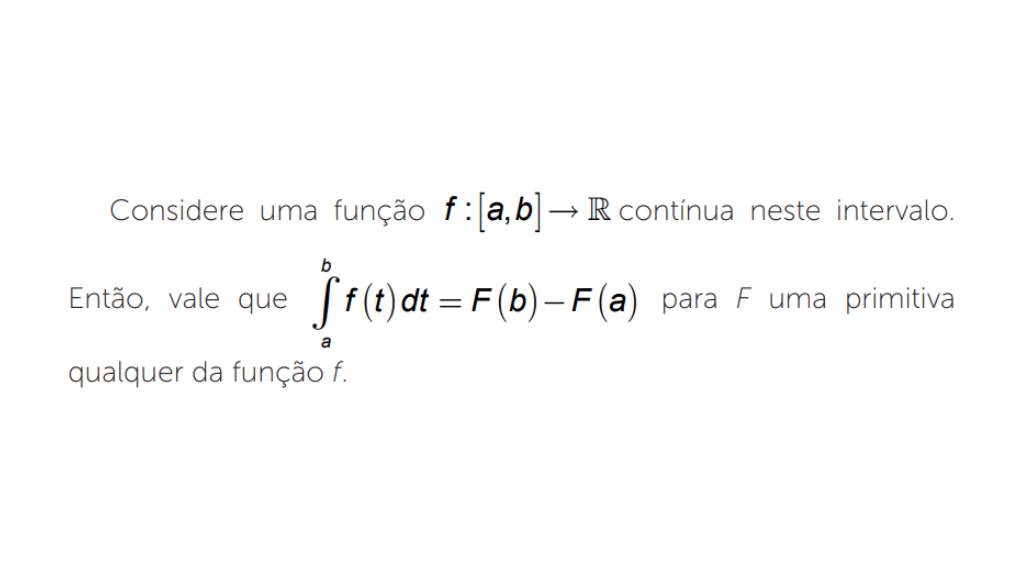 Considere uma função f : [a,b] → ℝ contínua neste intervalo.
Então, vale que ∫_a^b f(t)dt = F(b) – F(a) para F uma primitiva
qualquer da função f.